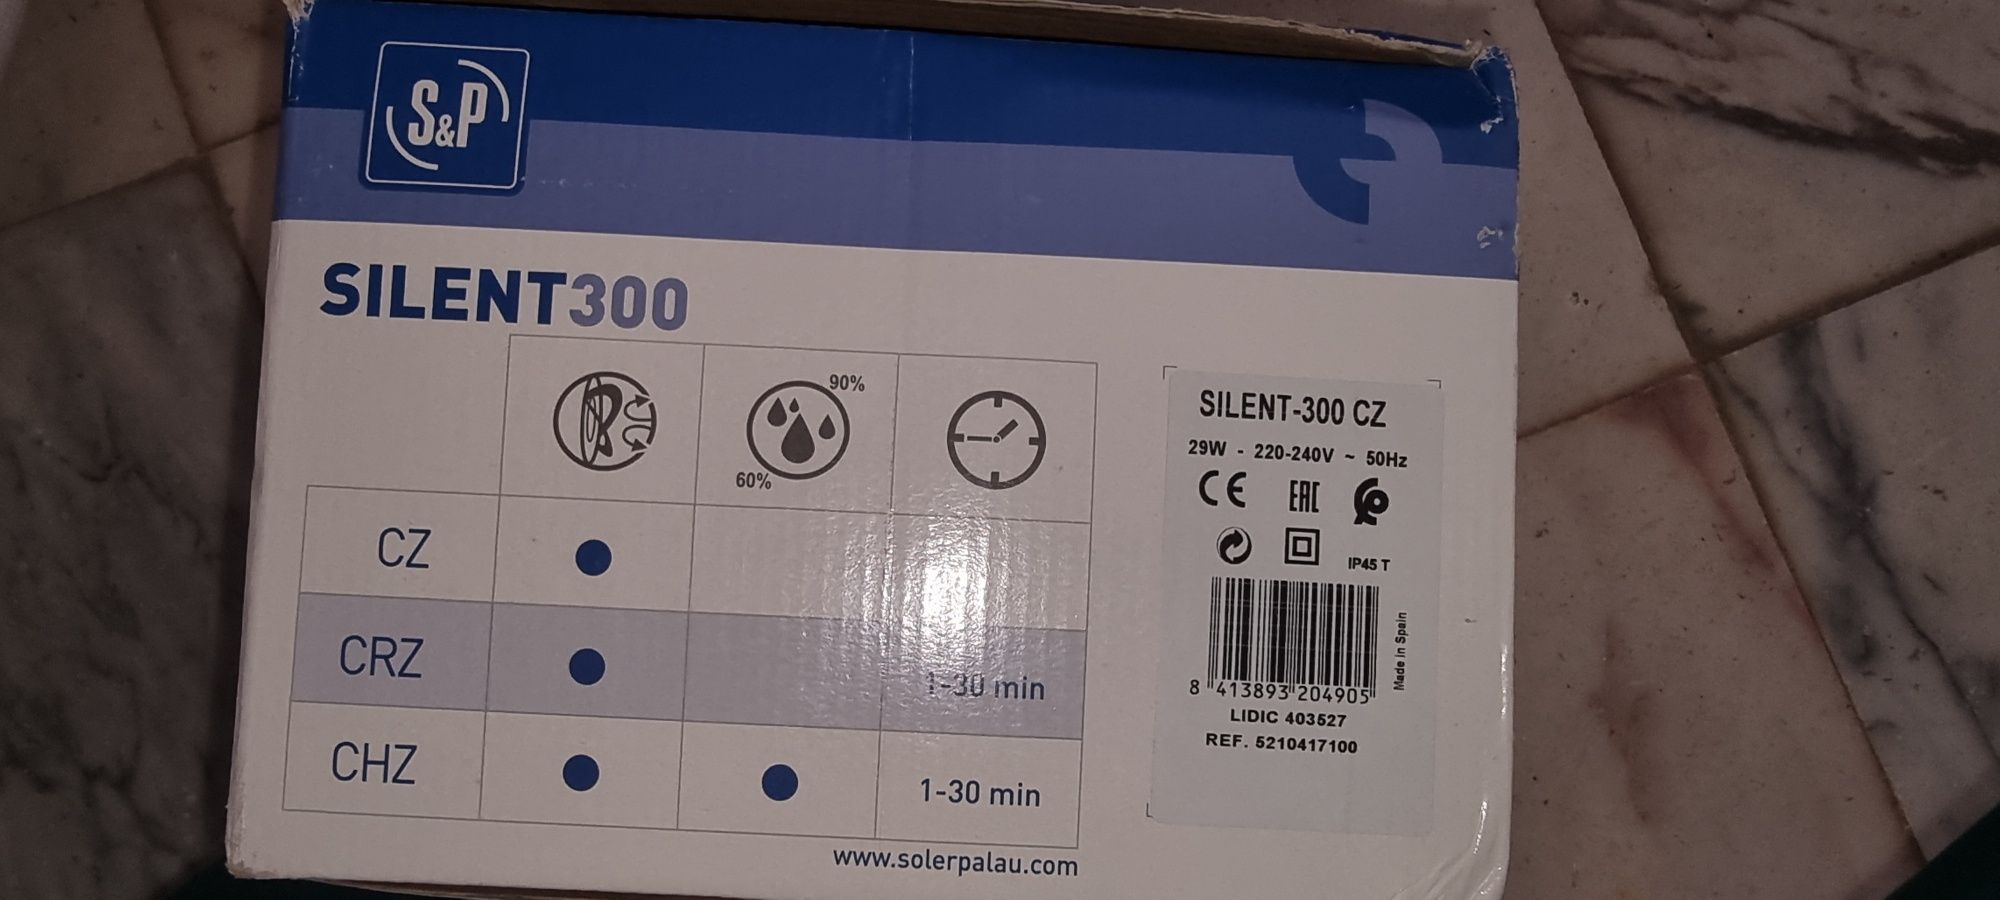 S&P
SILENT300
90%
60%
CZ
CRZ
1-30 min
CHZ
1-30 min
www.solerpalau.com
SILENT-300 CZ
29W - 220-240V ~ 50Hz
CE EAC
IP45 T
Made in Spain
8 413893 204905
LIDIC 403527
REF. 5210417100